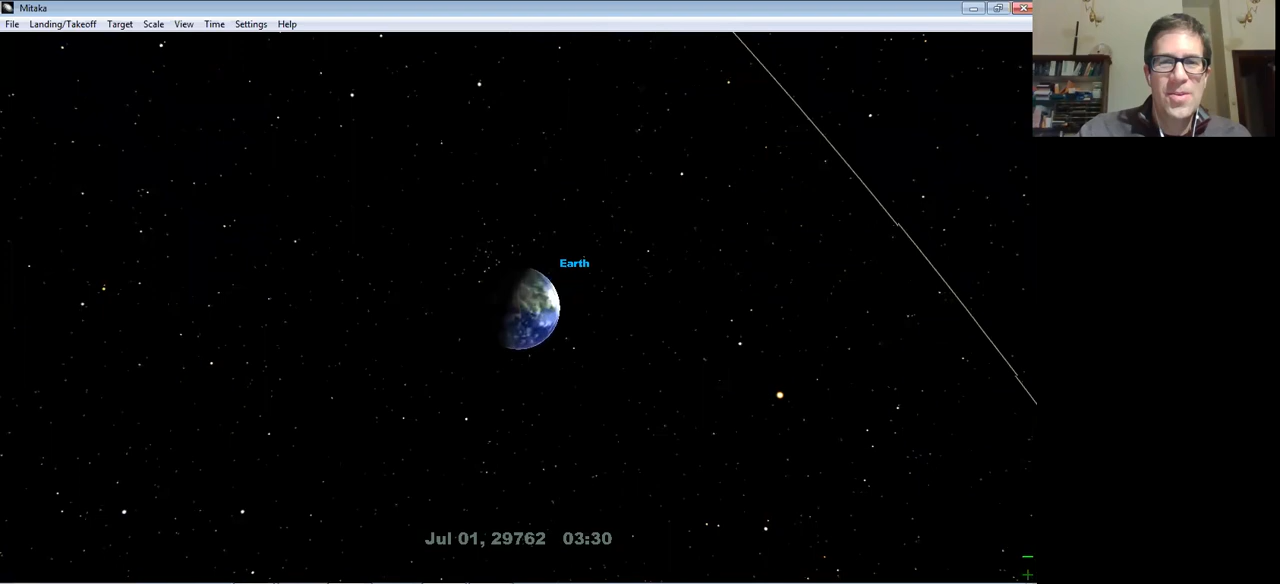 Mitaka
File Landing/Takeoff Target Scale View Time Settings Help
Earth
Jul 01, 29762 03:30